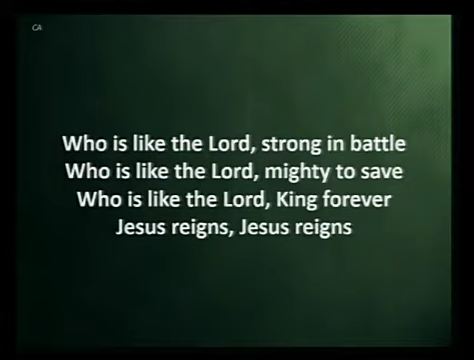 CA
Who is like the Lord, strong in battle
Who is like the Lord, mighty to save
Who is like the Lord, King forever
Jesus reigns, Jesus reigns